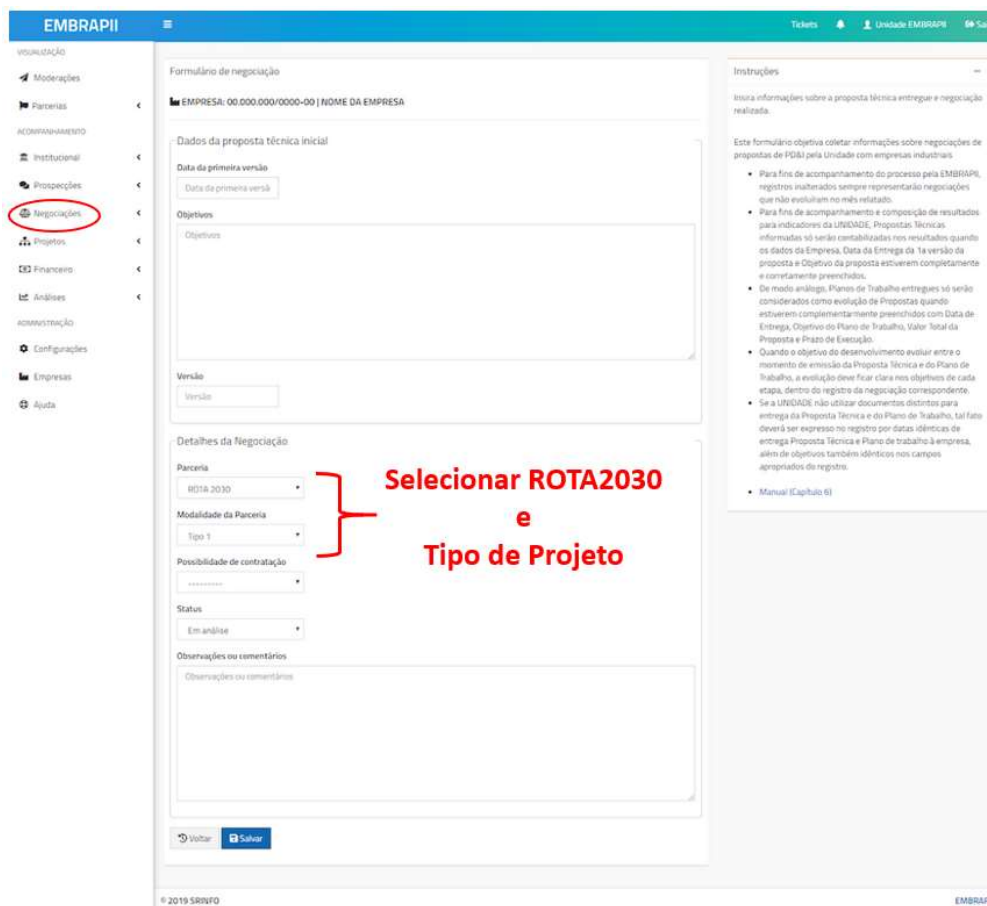 EMBRAPII
Tickets
Unidade EMBRAPII
VISUALIZAÇÃO
Moderações
Parcerias
ACOMPANHAMENTO
Institucional
Prospecções
Negociações
Projetos
Financeiro
Análises
ADMINISTRAÇÃO
Configurações
Empresas
Ajuda
Formulário de negociação
EMPRESA: 00.000.000/0000-00 | NOME DA EMPRESA
Dados da proposta técnica inicial
Data da primeira versão
Data da primeira versã
Objetivos
Objetivos
Versão
Versão
Detalhes da Negociação
Parceria
ROTA 2030
Modalidade da Parceria
Tipo 1
Possibilidade de contratação
---------
Status
Em análise
Observações ou comentários
Observações ou comentários
Voltar
Salvar
Selecionar ROTA2030
e
Tipo de Projeto
Instruções
Insira informações sobre a proposta técnica entregue e negociação
realizada.
Este formulário objetiva coletar informações sobre negociações de
propostas de PD&I pela Unidade com empresas industriais
• Para fins de acompanhamento do processo pela EMBRAPII,
registros inalterados sempre representarão negociações
que não evoluíram no mês relatado.
• Para fins de acompanhamento e composição de resultados
para indicadores da UNIDADE, Propostas Técnicas
informadas só serão contabilizadas nos resultados quando
os dados da Empresa, Data da Entrega da 1a versão da
proposta e Objetivo da proposta estiverem completamente
e corretamente preenchidos.
• De modo análogo, Planos de Trabalho entregues só serão
considerados como evolução de Propostas quando
estiverem complementarmente preenchidos com Data de
Entrega, Objetivo do Plano de Trabalho, Valor Total da
Proposta e Prazo de Execução.
• Quando o objetivo do desenvolvimento evoluir entre o
momento de emissão da Proposta Técnica e do Plano de
Trabalho, a evolução deve ficar clara nos objetivos de cada
etapa, dentro do registro da negociação correspondente.
• Se a UNIDADE não utilizar documentos distintos para
entrega da Proposta Técnica e do Plano de Trabalho, tal fato
deverá ser expresso no registro por datas idênticas de
entrega Proposta Técnica e Plano de trabalho à empresa,
além de objetivos também idênticos nos campos
apropriados do registro.
• Manual (Capítulo 6)
© 2019 SRINFO
EMBRAP